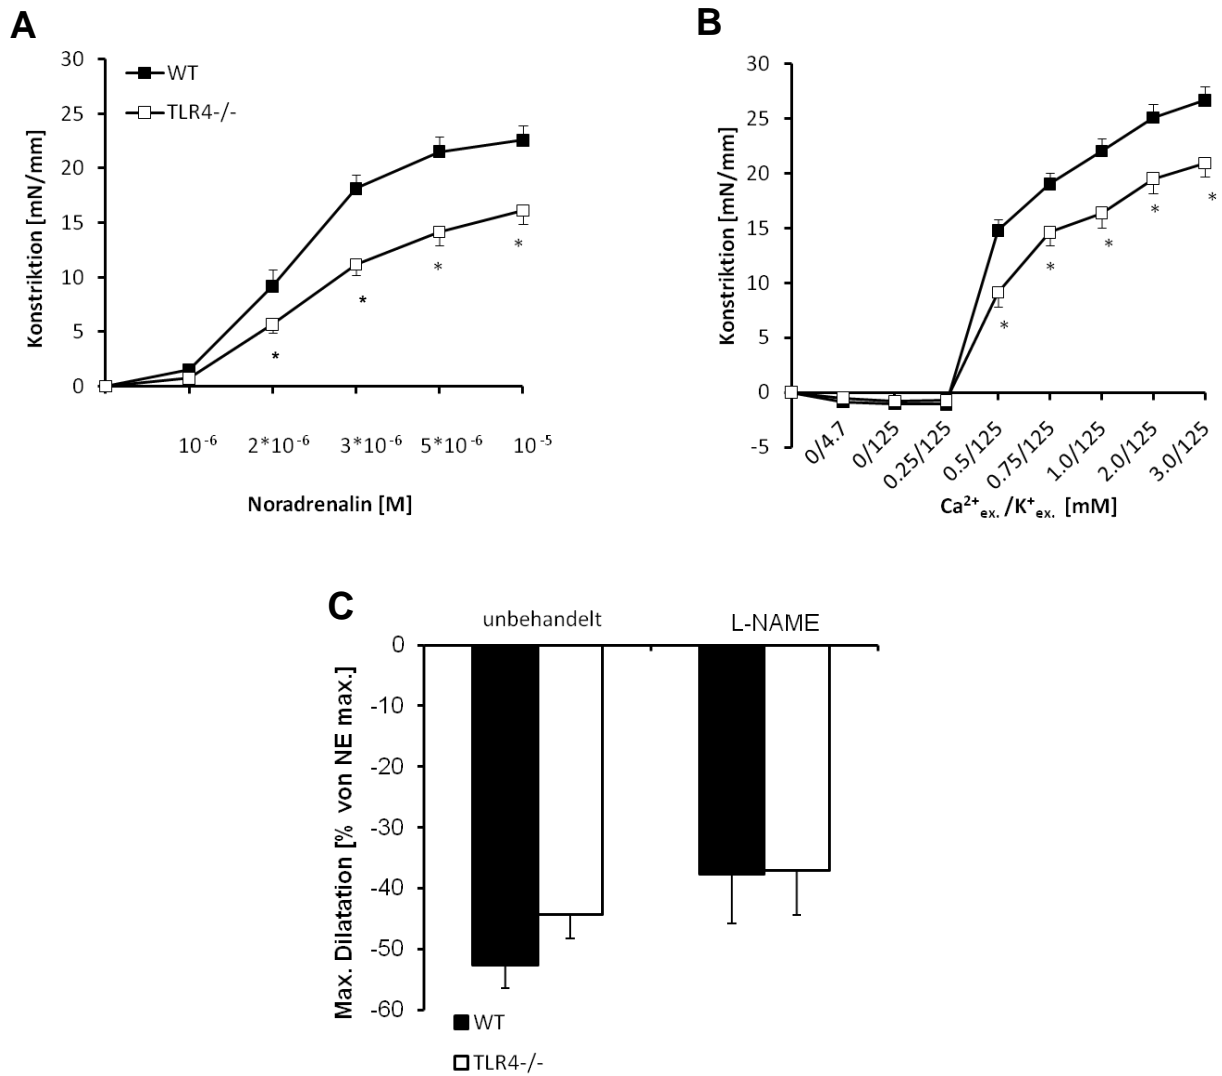 A
Konstriktion [mN/mm]
30
25
20
15
10
5
0
WT
TLR4-/-
*
*
*
*
10⁻⁶ 2*10⁻⁶ 3*10⁻⁶ 5*10⁻⁶ 10⁻⁵
Noradrenalin [M]
B
Konstriktion [mN/mm]
30
25
20
15
10
5
0
-5
*
*
*
*
*
0/4.7 0/125 0.25/125 0.5/125 0.75/125 1.0/125 2.0/125 3.0/125
Ca²⁺ex. /K⁺ex. [mM]
C
unbehandelt L-NAME
Max. Dilatation [% von NE max.]
0
-10
-20
-30
-40
-50
-60
WT
TLR4-/-